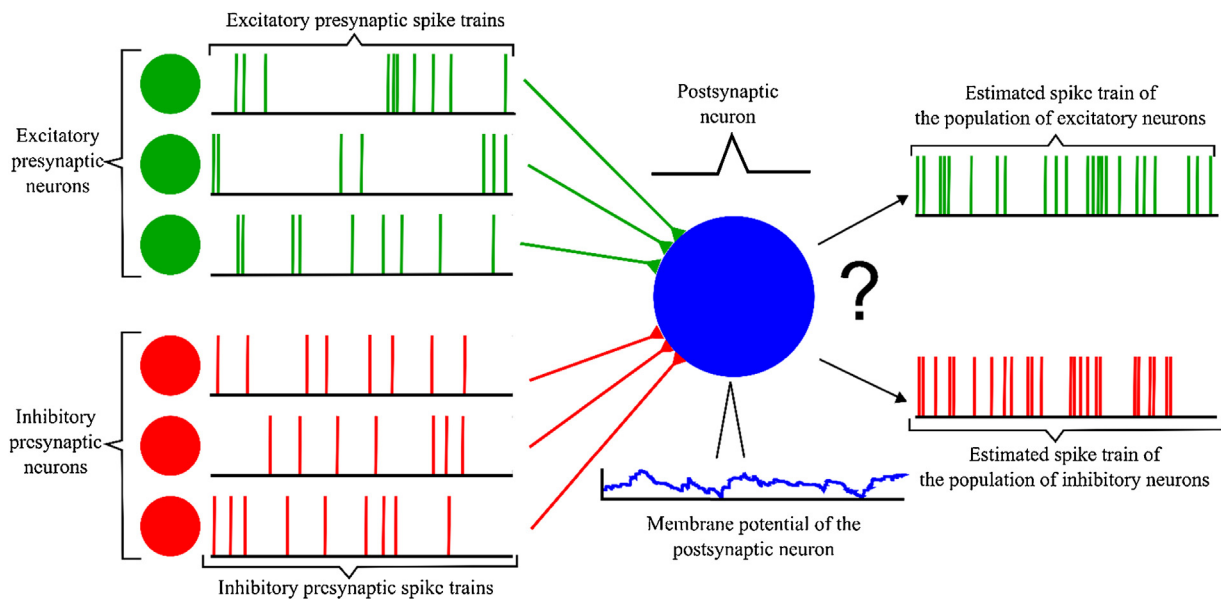 Excitatory presynaptic spike trains
Excitatory
presynaptic
neurons
Inhibitory
presynaptic
neurons
Inhibitory presynaptic spike trains
Postsynaptic
neuron
?
Membrane potential of the
postsynaptic neuron
Estimated spike train of
the population of excitatory neurons
Estimated spike train of
the population of inhibitory neurons